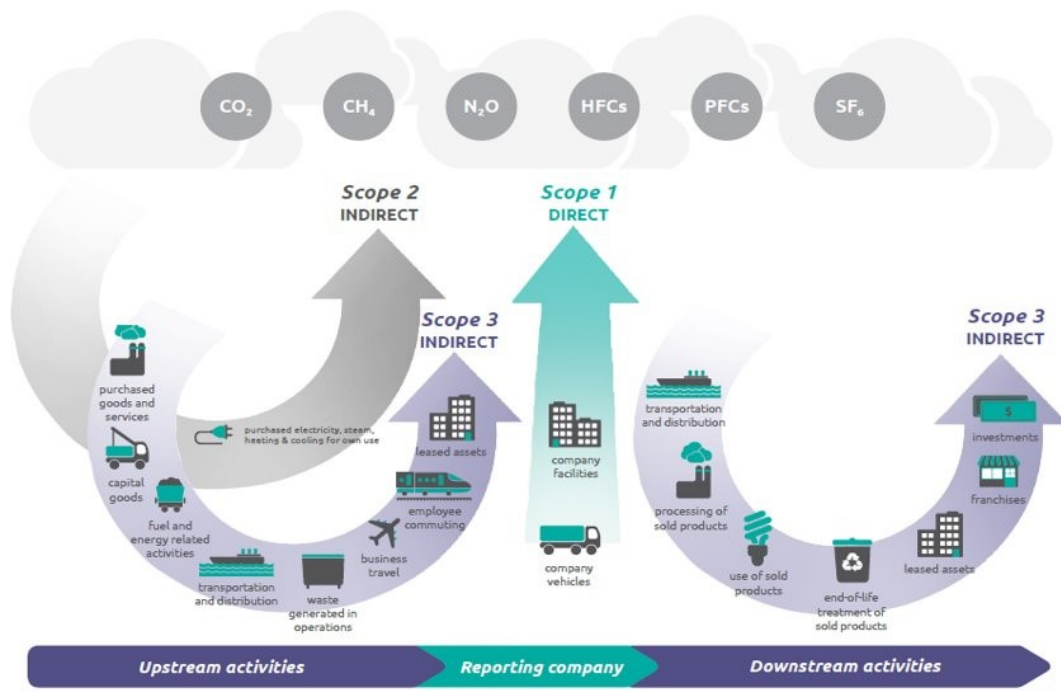 CO₂
CH₄
N₂O
HFCs
PFCs
SF₆
Scope 2
INDIRECT
Scope 1
DIRECT
Scope 3
INDIRECT
Scope 3
INDIRECT
purchased
goods and
services
capital
goods
fuel and
energy related
activities
purchased electricity, steam,
heating & cooling for own use
transportation
and distribution
waste
generated in
operations
business
travel
employee
commuting
leased assets
company
facilities
company
vehicles
transportation
and distribution
processing of
sold products
use of sold
products
end-of-life
treatment of
sold products
leased assets
franchises
investments
$
Upstream activities
Reporting company
Downstream activities